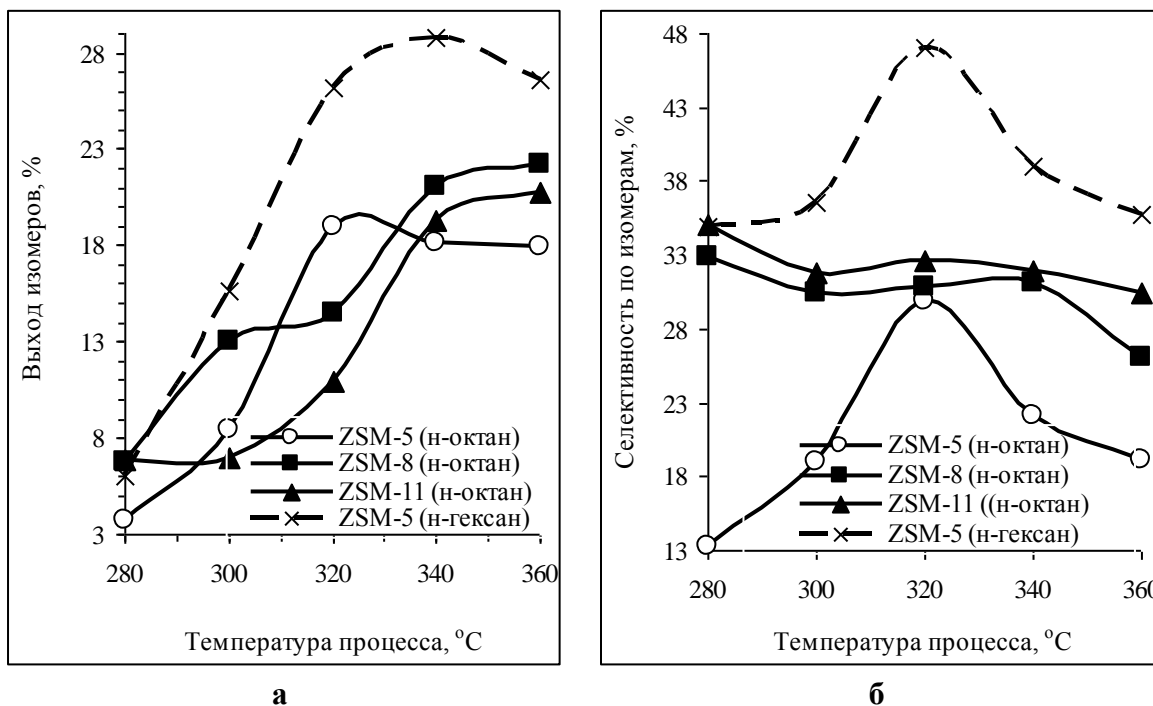 Выход изомеров, %
28
23
18
13
8
3
280 300 320 340 360
ZSM-5 (н-октан)
ZSM-8 (н-октан)
ZSM-11 (н-октан)
ZSM-5 (н-гексан)
Температура процесса, °С
а
Селективность по изомерам, %
48
43
38
33
28
23
18
13
280 300 320 340 360
ZSM-5 (н-октан)
ZSM-8 (н-октан)
ZSM-11 ((н-октан)
ZSM-5 (н-гексан)
Температура процесса, °С
б